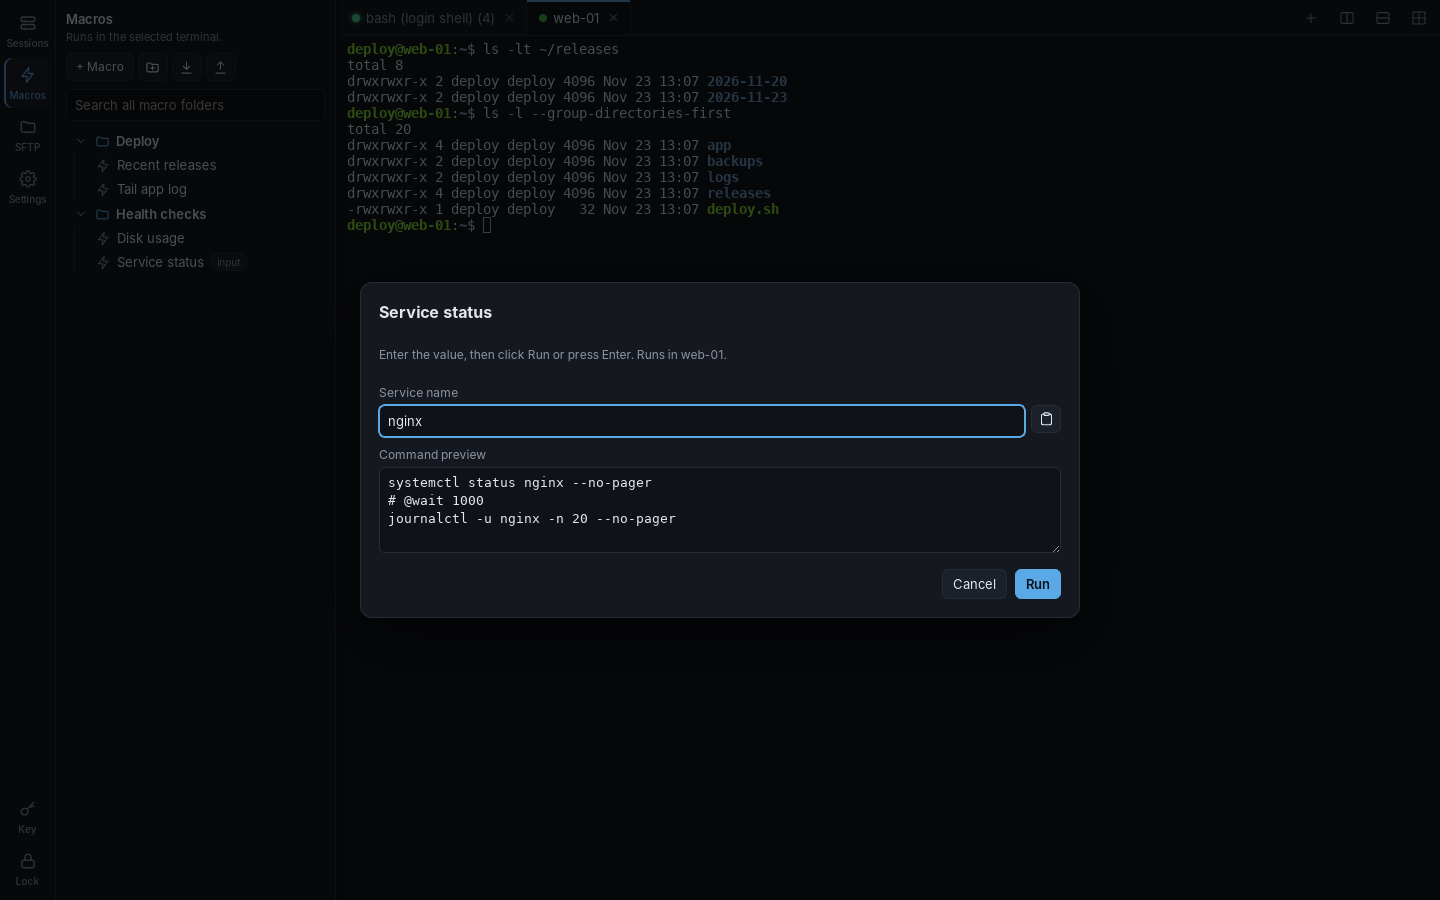 Sessions
Macros
SFTP
Settings
Key
Lock
Macros
Runs in the selected terminal.
+ Macro
Search all macro folders
Deploy
Recent releases
Tail app log
Health checks
Disk usage
Service status input
bash (login shell) (4)
web-01
deploy@web-01:~$ ls -lt ~/releases
total 8
drwxrwxr-x 2 deploy deploy 4096 Nov 23 13:07 2026-11-20
drwxrwxr-x 2 deploy deploy 4096 Nov 23 13:07 2026-11-23
deploy@web-01:~$ ls -l --group-directories-first
total 20
drwxrwxr-x 4 deploy deploy 4096 Nov 23 13:07 app
drwxrwxr-x 2 deploy deploy 4096 Nov 23 13:07 backups
drwxrwxr-x 2 deploy deploy 4096 Nov 23 13:07 logs
drwxrwxr-x 4 deploy deploy 4096 Nov 23 13:07 releases
-rwxrwxr-x 1 deploy deploy   32 Nov 23 13:07 deploy.sh
deploy@web-01:~$
Service status
Enter the value, then click Run or press Enter. Runs in web-01.
Service name
nginx
Command preview
systemctl status nginx --no-pager
# @wait 1000
journalctl -u nginx -n 20 --no-pager
Cancel
Run